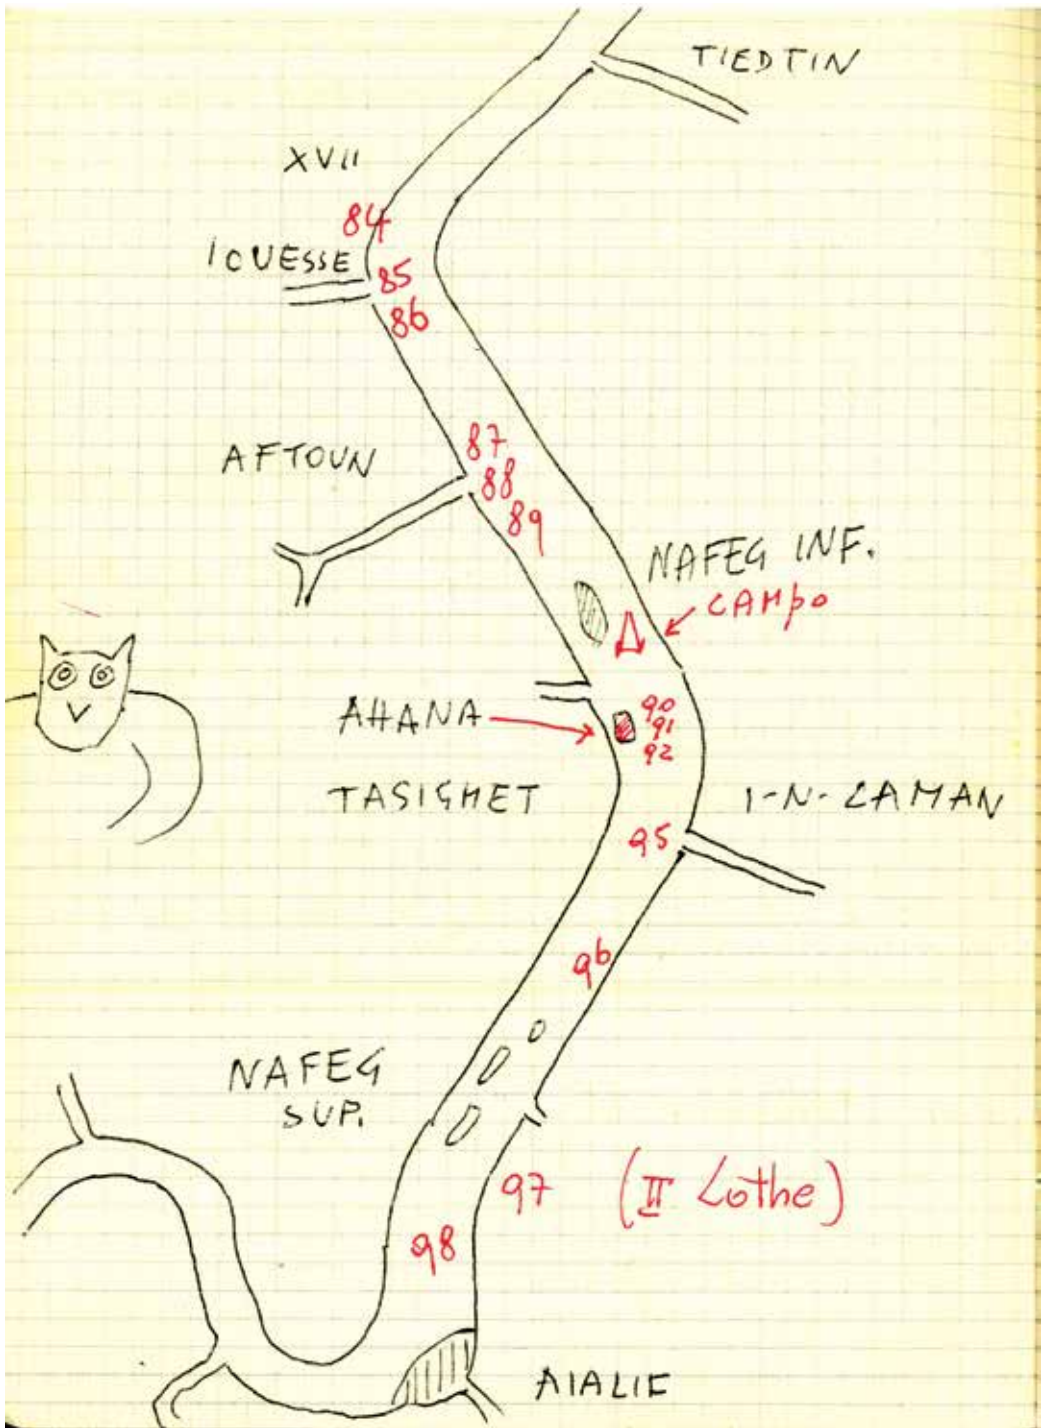 TIEDTIN
XVII
84
IOUESSE
85
86
87
AFTOUN
88
89
NAFEG INF.
CAMPO
90
AHANA
91
92
TASIGHET
I-N-LAMAN
95
96
NAFEG
SUP.
97 (II Lothe)
98
AIALIE